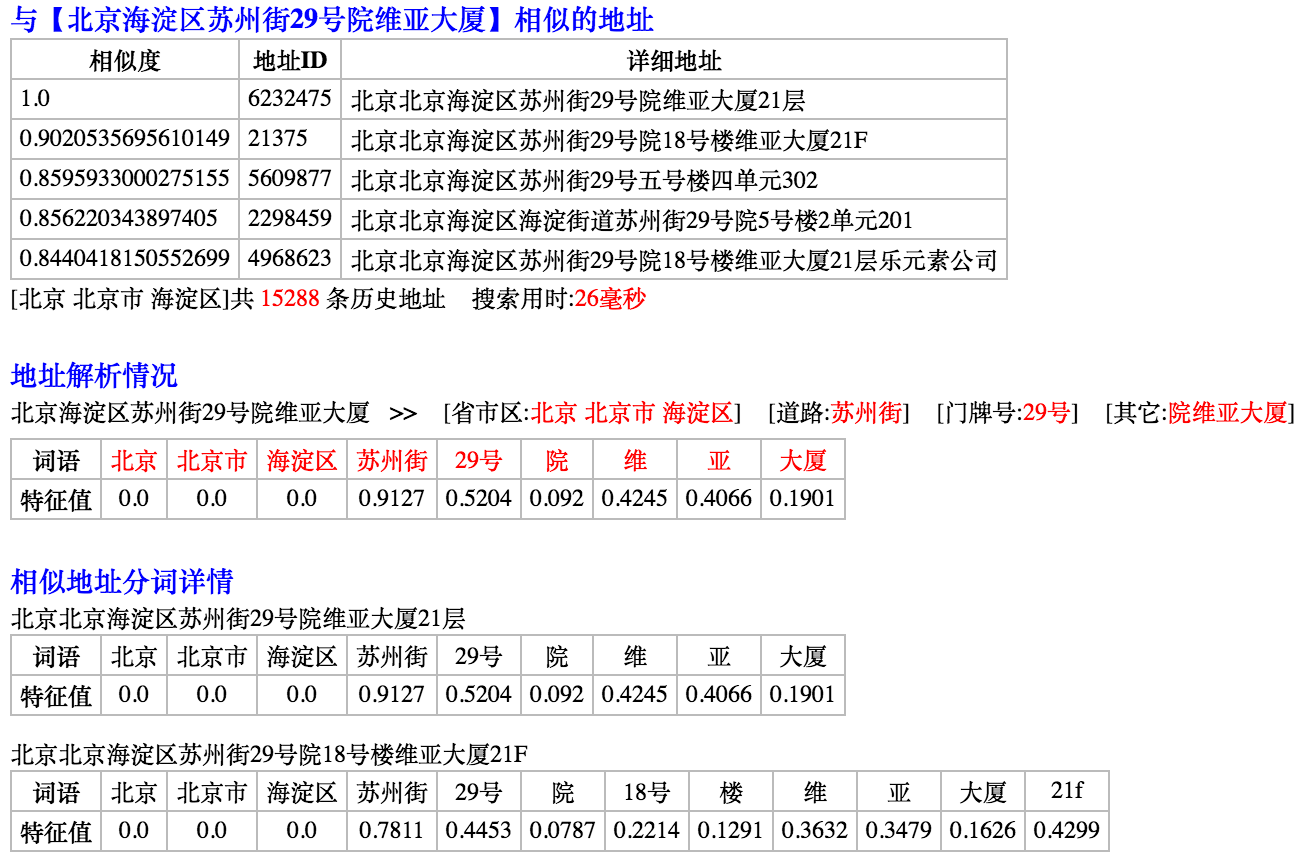 与【北京海淀区苏州街29号院维亚大厦】相似的地址
相似度 地址ID 详细地址
1.0 6232475 北京北京海淀区苏州街29号院维亚大厦21层
0.9020535695610149 21375 北京北京海淀区苏州街29号院18号楼维亚大厦21F
0.8595933000275155 5609877 北京北京海淀区苏州街29号五号楼四单元302
0.856220343897405 2298459 北京北京海淀区海淀街道苏州街29号院5号楼2单元201
0.8440418150552699 4968623 北京北京海淀区苏州街29号院18号楼维亚大厦21层乐元素公司
[北京 北京市 海淀区]共 15288 条历史地址 搜索用时:26毫秒
地址解析情况
北京海淀区苏州街29号院维亚大厦 >> [省市区:北京 北京市 海淀区] [道路:苏州街] [门牌号:29号] [其它:院维亚大厦]
词语 北京 北京市 海淀区 苏州街 29号 院 维 亚 大厦
特征值 0.0 0.0 0.0 0.9127 0.5204 0.092 0.4245 0.4066 0.1901
相似地址分词详情
北京北京海淀区苏州街29号院维亚大厦21层
词语 北京 北京市 海淀区 苏州街 29号 院 维 亚 大厦
特征值 0.0 0.0 0.0 0.9127 0.5204 0.092 0.4245 0.4066 0.1901
北京北京海淀区苏州街29号院18号楼维亚大厦21F
词语 北京 北京市 海淀区 苏州街 29号 院 18号 楼 维 亚 大厦 21f
特征值 0.0 0.0 0.0 0.7811 0.4453 0.0787 0.2214 0.1291 0.3632 0.3479 0.1626 0.4299